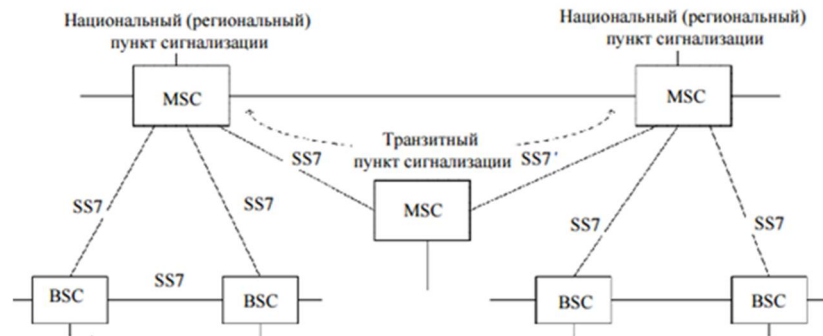 Национальный (региональный)
пункт сигнализации
Национальный (региональный)
пункт сигнализации
MSC
MSC
Транзитный
пункт сигнализации
SS7
SS7'
MSC
SS7
SS7
SS7
SS7
SS7
BSC
BSC
BSC
BSC